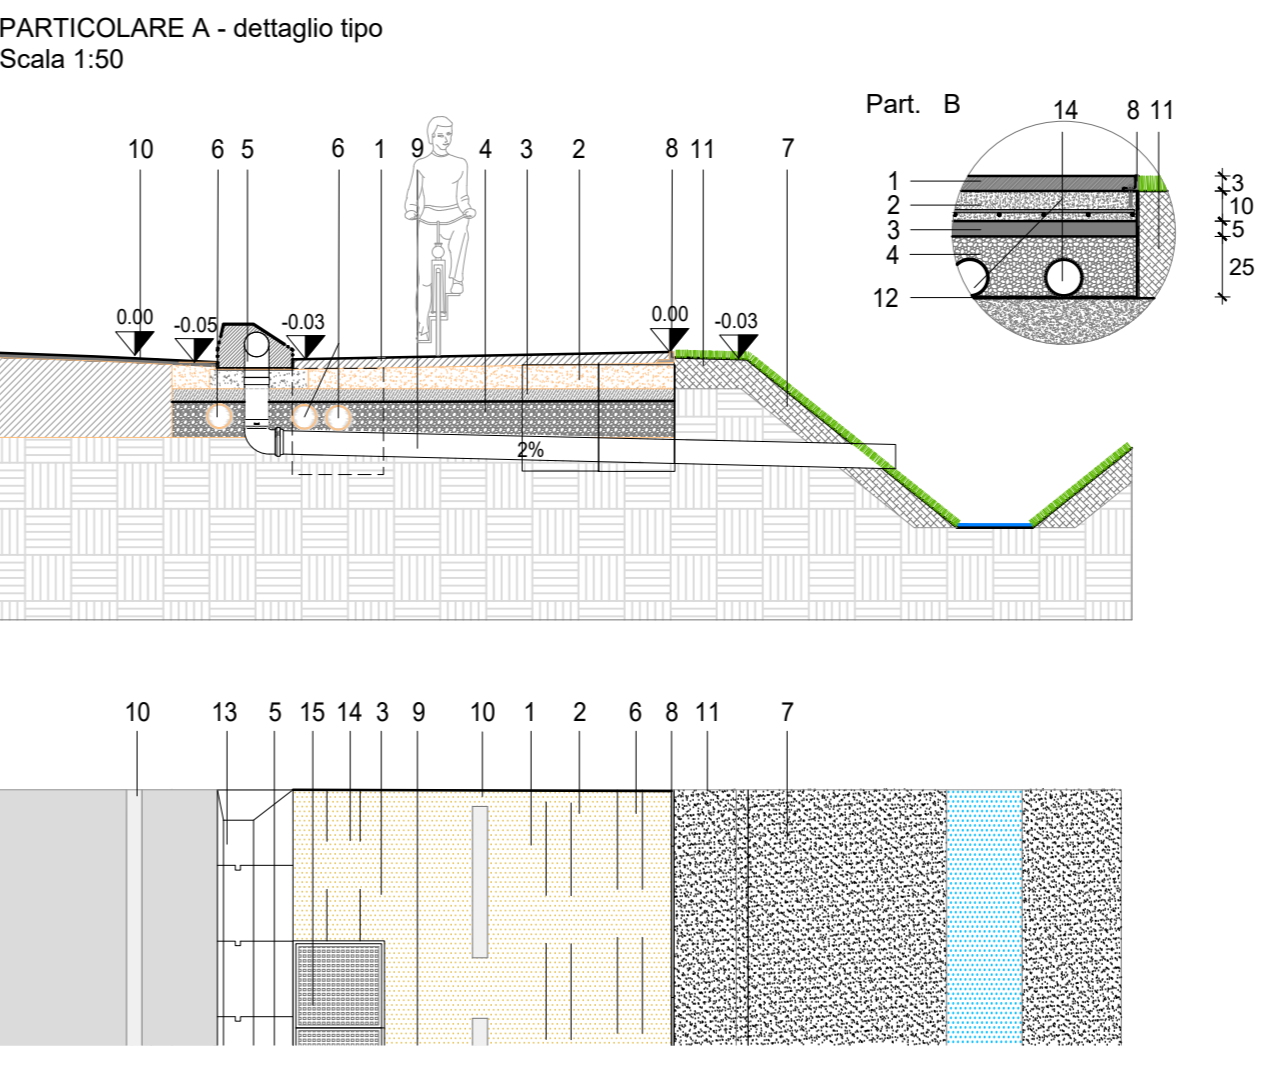 PARTICOLARE A - dettaglio tipo
Scala 1:50
Part. B
14 8 11
10 6 5 6 1 9 4 3 2 8 11 7
1
2
3
4
12
3
10
5
25
0.00 -0.05 -0.03 0.00 -0.03
2%
10 13 5 15 14 3 9 10 1 2 6 8 11 7